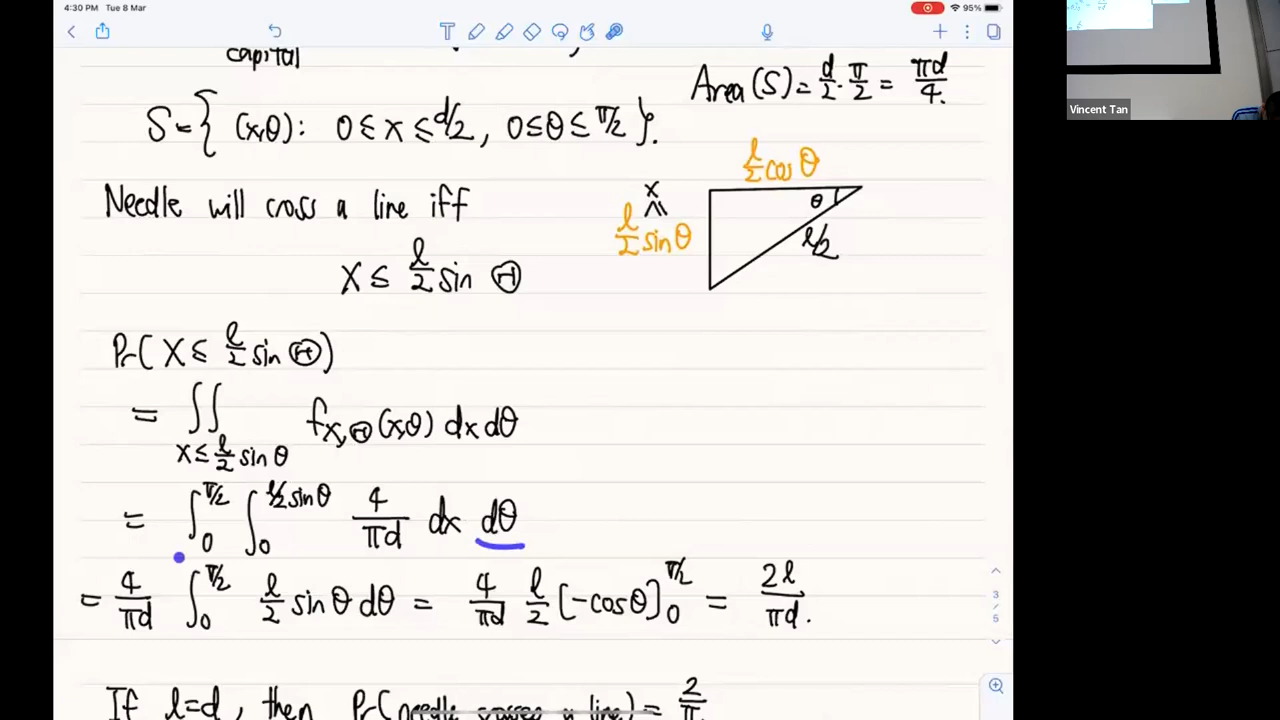 4:30 PM Tue 8 Mar
95%
capital
Area (S) = d/2 · π/2 = πd/4.
S = { (x,θ): 0 ≤ x ≤ d/2, 0 ≤ θ ≤ π/2 }.
Vincent Tan
l/2 cos θ
Needle will cross a line iff
x
l/2 sin θ
θ
l/2
X ≤ l/2 sin Θ
Pr( X ≤ l/2 sin Θ )
= ∬_{x ≤ l/2 sin θ} f_{X,Θ}(x,θ) dx dθ
= ∫_0^{π/2} ∫_0^{l/2 sin θ} 4/πd dx dθ
= 4/πd ∫_0^{π/2} l/2 sin θ dθ = 4/πd l/2 [-cos θ]_0^{π/2} = 2l/πd.
3/5
If l=d, then Pr(needle crosses a line) = 2/π